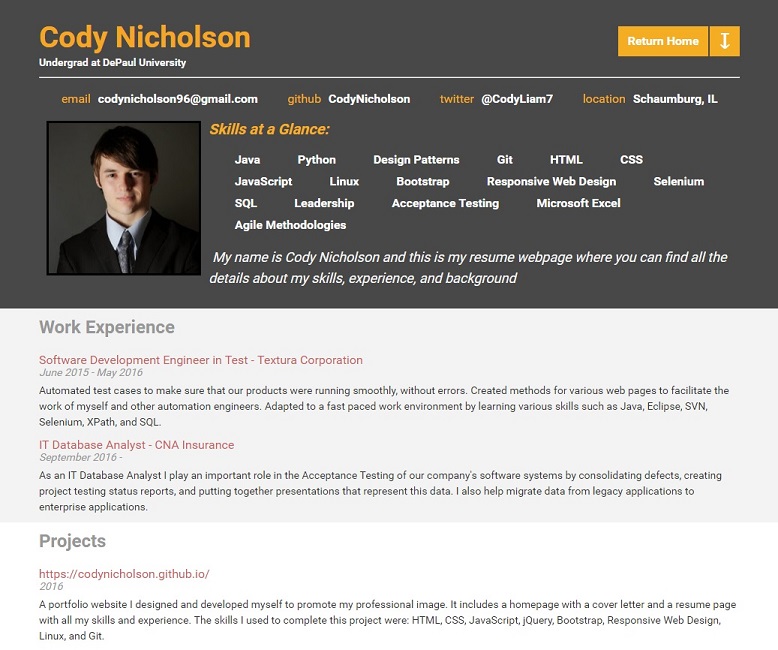 Cody Nicholson
Undergrad at DePaul University
Return Home
email codynicholson96@gmail.com github CodyNicholson twitter @CodyLiam7 location Schaumburg, IL
Skills at a Glance:
Java Python Design Patterns Git HTML CSS
JavaScript Linux Bootstrap Responsive Web Design Selenium
SQL Leadership Acceptance Testing Microsoft Excel
Agile Methodologies
My name is Cody Nicholson and this is my resume webpage where you can find all the
details about my skills, experience, and background
Work Experience
Software Development Engineer in Test - Textura Corporation
June 2015 - May 2016
Automated test cases to make sure that our products were running smoothly, without errors. Created methods for various web pages to facilitate the
work of myself and other automation engineers. Adapted to a fast paced work environment by learning various skills such as Java, Eclipse, SVN,
Selenium, XPath, and SQL.
IT Database Analyst - CNA Insurance
September 2016 -
As an IT Database Analyst I play an important role in the Acceptance Testing of our company's software systems by consolidating defects, creating
project testing status reports, and putting together presentations that represent this data. I also help migrate data from legacy applications to
enterprise applications.
Projects
https://codynicholson.github.io/
2016
A portfolio website I designed and developed myself to promote my professional image. It includes a homepage with a cover letter and a resume page
with all my skills and experience. The skills I used to complete this project were: HTML, CSS, JavaScript, jQuery, Bootstrap, Responsive Web Design,
Linux, and Git.